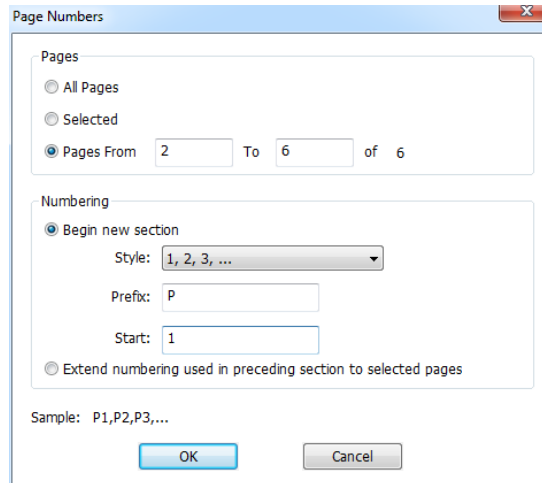 Page Numbers
Pages
All Pages
Selected
Pages From 2 To 6 of 6
Numbering
Begin new section
Style: 1, 2, 3, ...
Prefix: P
Start: 1
Extend numbering used in preceding section to selected pages
Sample: P1,P2,P3,...
OK Cancel